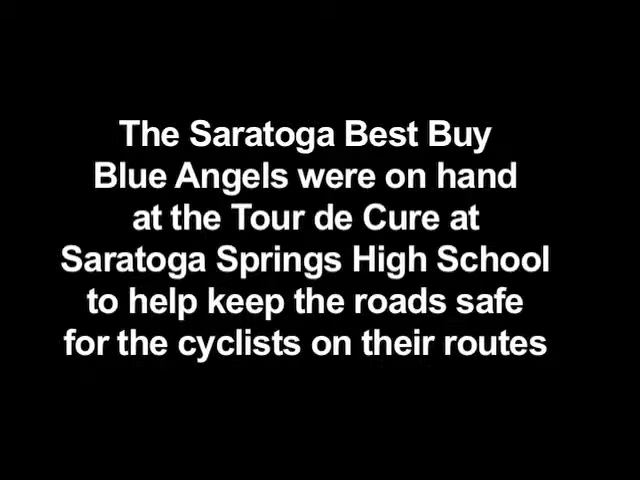 The Saratoga Best Buy
Blue Angels were on hand
at the Tour de Cure at
Saratoga Springs High School
to help keep the roads safe
for the cyclists on their routes